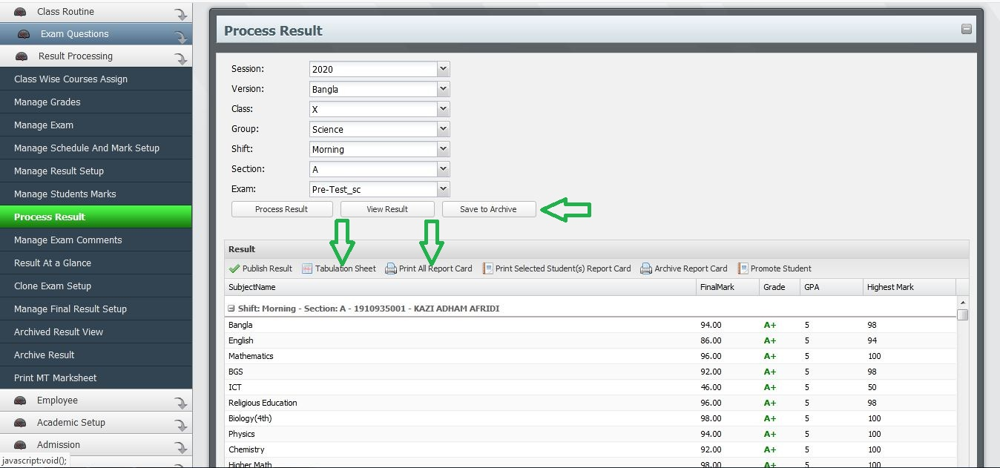 Class Routine
Exam Questions
Result Processing
Class Wise Courses Assign
Manage Grades
Manage Exam
Manage Schedule And Mark Setup
Manage Result Setup
Manage Students Marks
Process Result
Manage Exam Comments
Result At a Glance
Clone Exam Setup
Manage Final Result Setup
Archived Result View
Archive Result
Print MT Marksheet
Employee
Academic Setup
Admission
javascript:void();
Process Result
Session: 2020
Version: Bangla
Class: X
Group: Science
Shift: Morning
Section: A
Exam: Pre-Test_sc
Process Result View Result Save to Archive
Result
Publish Result Tabulation Sheet Print All Report Card Print Selected Student(s) Report Card Archive Report Card Promote Student
SubjectName FinalMark Grade GPA Highest Mark
Shift: Morning - Section: A - 1910935001 - KAZI ADHAM AFRIDI
Bangla 94.00 A+ 5 98
English 86.00 A+ 5 94
Mathematics 96.00 A+ 5 100
BGS 92.00 A+ 5 98
ICT 46.00 A+ 5 50
Religious Education 96.00 A+ 5 98
Biology(4th) 98.00 A+ 5 100
Physics 94.00 A+ 5 100
Chemistry 92.00 A+ 5 100
Higher Math 98.00 A+ 5 100